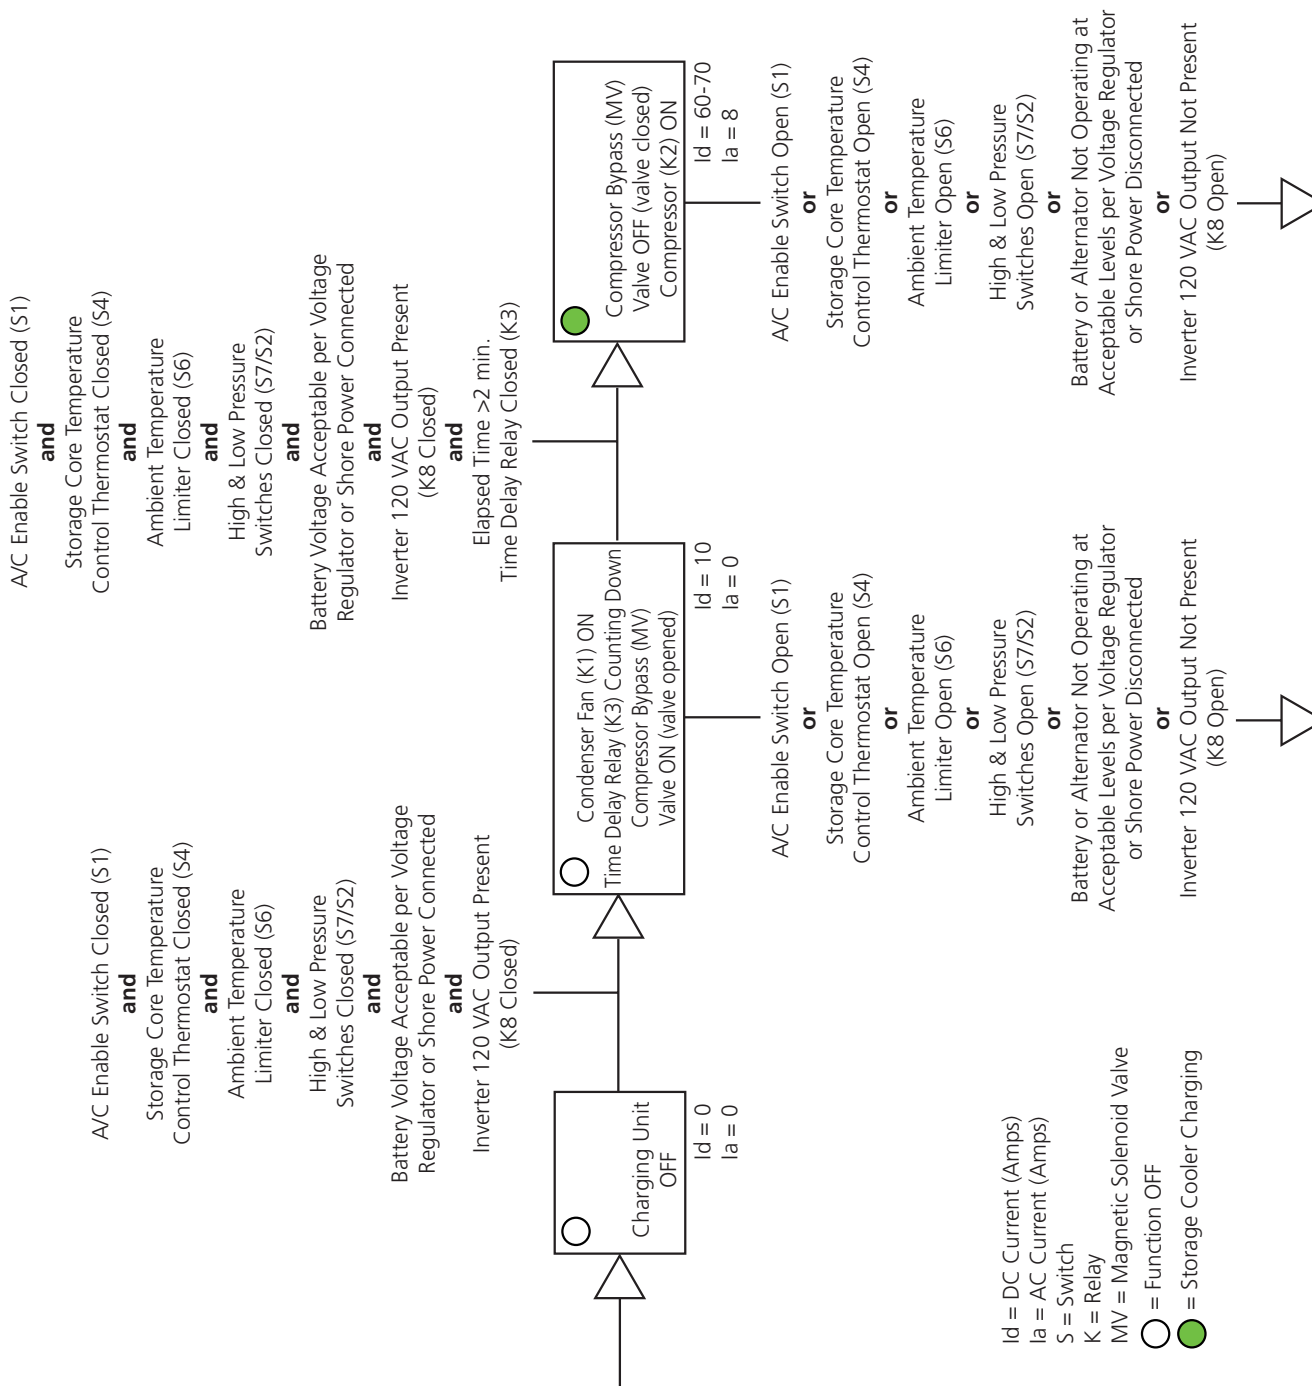 A/C Enable Switch Closed (S1)
and
Storage Core Temperature
Control Thermostat Closed (S4)
and
Ambient Temperature
Limiter Closed (S6)
and
High & Low Pressure
Switches Closed (S7/S2)
and
Battery Voltage Acceptable per Voltage
Regulator or Shore Power Connected
and
Inverter 120 VAC Output Present
(K8 Closed)
A/C Enable Switch Closed (S1)
and
Storage Core Temperature
Control Thermostat Closed (S4)
and
Ambient Temperature
Limiter Closed (S6)
and
High & Low Pressure
Switches Closed (S7/S2)
and
Battery Voltage Acceptable per Voltage
Regulator or Shore Power Connected
and
Inverter 120 VAC Output Present
(K8 Closed)
and
Elapsed Time >2 min.
Time Delay Relay Closed (K3)
Charging Unit
OFF
Id = 0
Ia = 0
Condenser Fan (K1) ON
Time Delay Relay (K3) Counting Down
Compressor Bypass (MV)
Valve ON (valve opened)
Id = 10
Ia = 0
Compressor Bypass (MV)
Valve OFF (valve closed)
Compressor (K2) ON
Id = 60-70
Ia = 8
A/C Enable Switch Open (S1)
or
Storage Core Temperature
Control Thermostat Open (S4)
or
Ambient Temperature
Limiter Open (S6)
or
High & Low Pressure
Switches Open (S7/S2)
or
Battery or Alternator Not Operating at
Acceptable Levels per Voltage Regulator
or Shore Power Disconnected
or
Inverter 120 VAC Output Not Present
(K8 Open)
A/C Enable Switch Open (S1)
or
Storage Core Temperature
Control Thermostat Open (S4)
or
Ambient Temperature
Limiter Open (S6)
or
High & Low Pressure
Switches Open (S7/S2)
or
Battery or Alternator Not Operating at
Acceptable Levels per Voltage Regulator
or Shore Power Disconnected
or
Inverter 120 VAC Output Not Present
(K8 Open)
Id = DC Current (Amps)
Ia = AC Current (Amps)
S = Switch
K = Relay
MV = Magnetic Solenoid Valve
= Function OFF
= Storage Cooler Charging